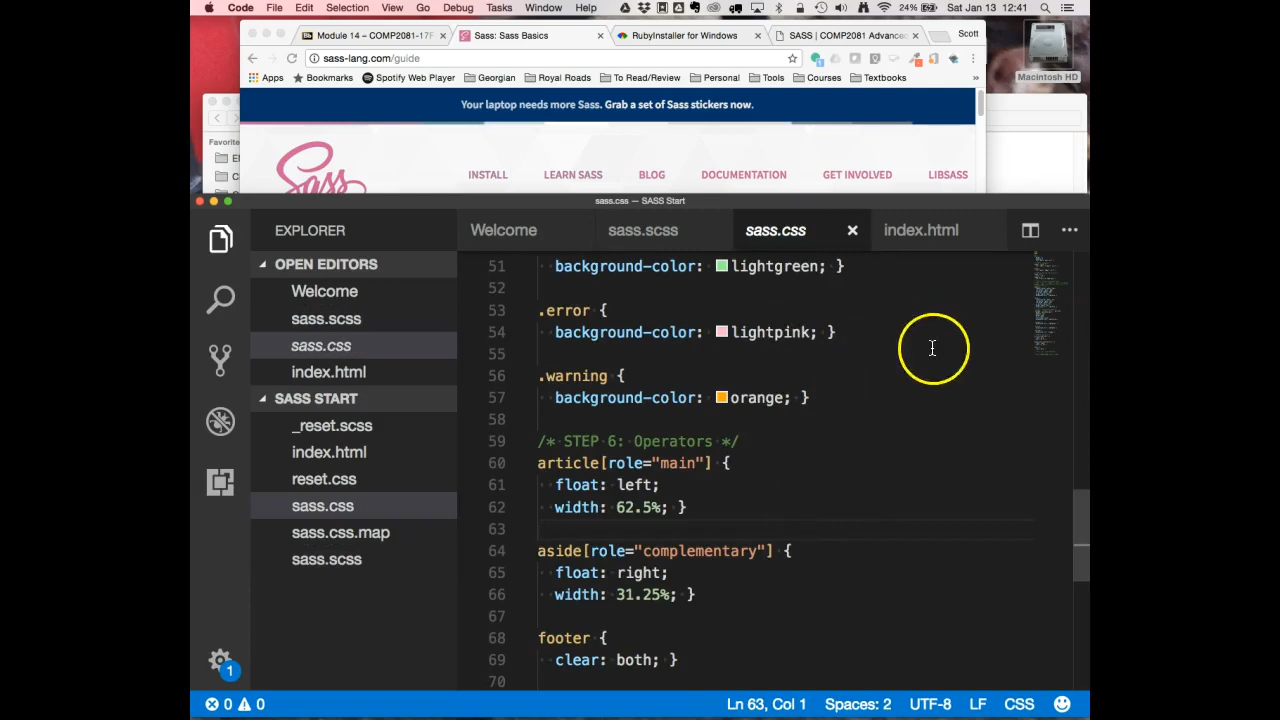 Code File Edit Selection View Go Debug Tasks Window Help 24% Sat Jan 13 12:41
Module – COMP2081-17F × Sass: Sass Basics × RubyInstaller for Windows × SASS | COMP2081 Advanced × Scott
sass-lang.com/guide
Apps Bookmarks Spotify Web Player Georgian Royal Roads To Read/Review Personal Tools Courses Textbooks »
Macintosh HD
Your laptop needs more Sass. Grab a set of Sass stickers now.
Favorite
Sass
INSTALL LEARN SASS BLOG DOCUMENTATION GET INVOLVED LIBSASS
sass.css — SASS Start
EXPLORER
Welcome sass.scss sass.css × index.html
OPEN EDITORS
Welcome
sass.scss
sass.css
index.html
SASS START
_reset.scss
index.html
reset.css
sass.css
sass.css.map
sass.scss
51 background-color: lightgreen; }
52
53 .error {
54 background-color: lightpink; }
55
56 .warning {
57 background-color: orange; }
58
59 /* STEP 6: Operators */
60 article[role="main"] {
61 float: left;
62 width: 62.5%; }
63
64 aside[role="complementary"] {
65 float: right;
66 width: 31.25%; }
67
68 footer {
69 clear: both; }
70
1
0 0 Ln 63, Col 1 Spaces: 2 UTF-8 LF CSS